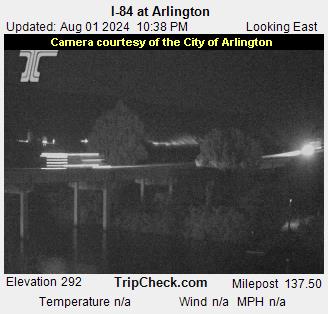 I-84 at Arlington
Updated: Aug 01 2024 10:38 PM Looking East
Camera courtesy of the City of Arlington
Elevation 292 TripCheck.com Milepost 137.50
Temperature n/a Wind n/a MPH n/a